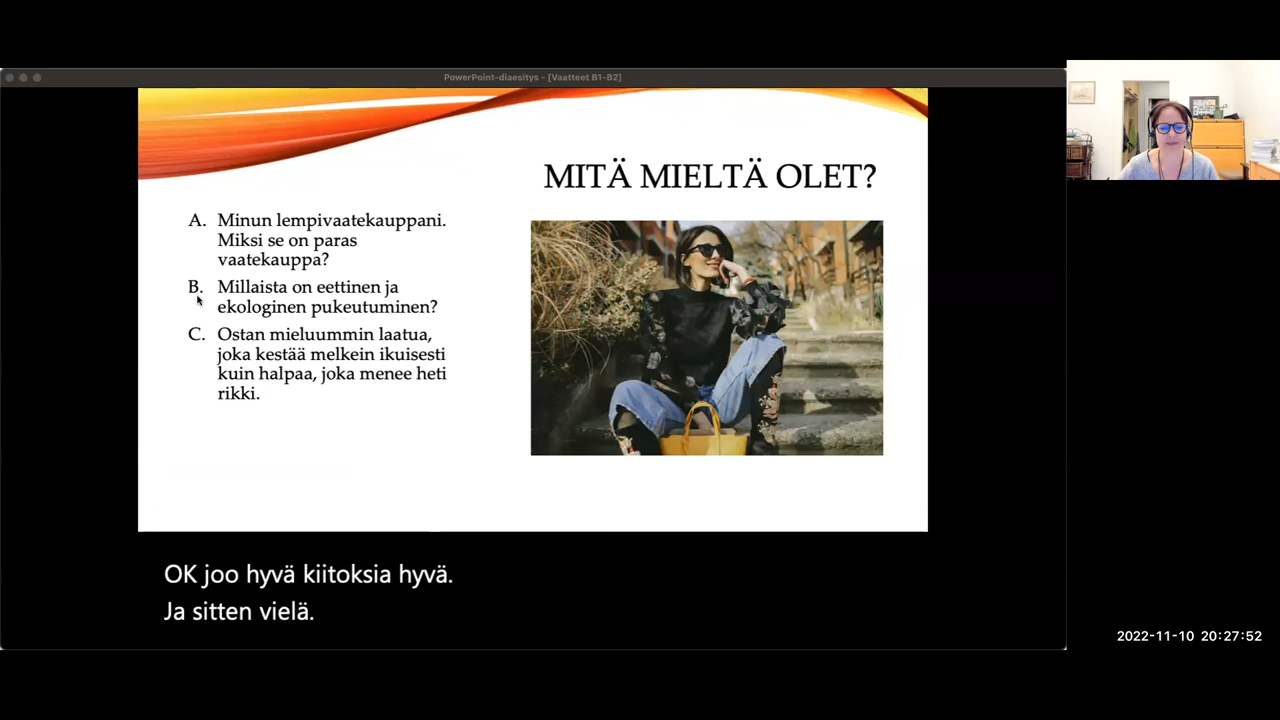 PowerPoint-diaesitys - [Vaatteet B1-B2]
MITÄ MIELTÄ OLET?
A. Minun lempivaatekauppani.
Miksi se on paras
vaatekauppa?
B. Millaista on eettinen ja
ekologinen pukeutuminen?
C. Ostan mieluummin laatua,
joka kestää melkein ikuisesti
kuin halpaa, joka menee heti
rikki.
OK joo hyvä kiitoksia hyvä.
Ja sitten vielä.
2022-11-10 20:27:52